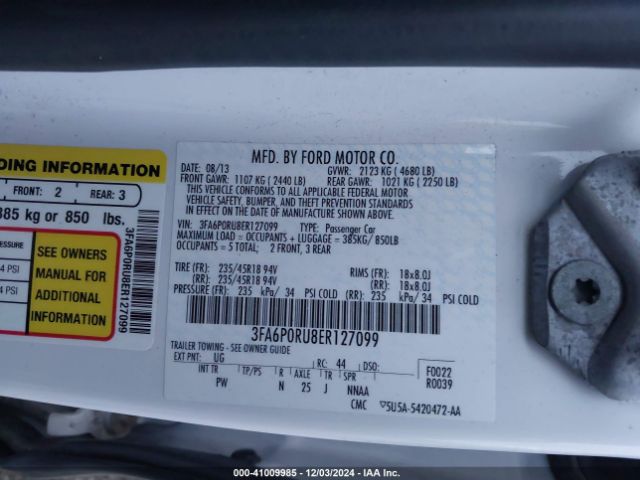 DING INFORMATION
FRONT: 2 REAR: 3
385 kg or 850 lbs.
PRESSURE
4 PSI
4 PSI
SEE OWNERS
MANUAL FOR
ADDITIONAL
INFORMATION
3FA6P0RU8ER127099
MFD. BY FORD MOTOR CO.
DATE: 08/13 GVWR: 2123 KG ( 4680 LB)
FRONT GAWR: 1107 KG ( 2440 LB) REAR GAWR: 1021 KG ( 2250 LB)
THIS VEHICLE CONFORMS TO ALL APPLICABLE FEDERAL MOTOR
VEHICLE SAFETY, BUMPER, AND THEFT PREVENTION STANDARDS
IN EFFECT ON THE DATE OF MANUFACTURE SHOWN ABOVE.
VIN: 3FA6P0RU8ER127099 TYPE: Passenger Car
MAXIMUM LOAD = OCCUPANTS + LUGGAGE = 385KG/ 850LB
OCCUPANTS = 5 TOTAL; 2 FRONT, 3 REAR
TIRE (FR): 235/45R18 94V RIMS (FR): 18x8.0J
(RR): 235/45R18 94V (RR): 18x8.0J
PRESSURE (FR): 235 kPa/ 34 PSI COLD (RR): 235 kPa/ 34 PSI COLD
3FA6P0RU8ER127099
TRAILER TOWING - SEE OWNER GUIDE
EXT PNT: UG RC: 44 DSO: F0022
INT TR TP/PS R AXLE TR SPR R0039
PW N 25 J NNAA
CMC ▽5U5A-5420472-AA
Online - 41009985 - 12/03/2024 - IAA Inc.